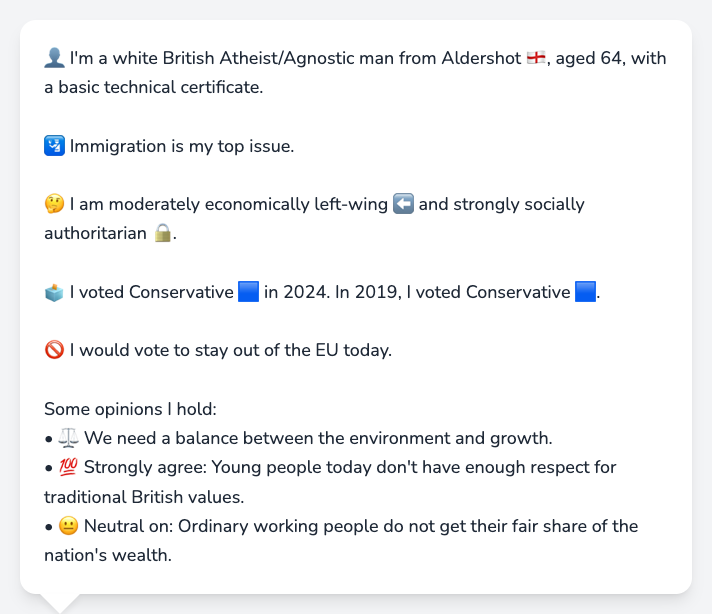 👤 I'm a white British Atheist/Agnostic man from Aldershot 🏴󠁧󠁢󠁥󠁮󠁧󠁿, aged 64, with
a basic technical certificate.
🛂 Immigration is my top issue.
🤔 I am moderately economically left-wing ⬅️ and strongly socially
authoritarian 🔒.
🗳️ I voted Conservative 🟦 in 2024. In 2019, I voted Conservative 🟦.
🚫 I would vote to stay out of the EU today.
Some opinions I hold:
• ⚖️ We need a balance between the environment and growth.
• 💯 Strongly agree: Young people today don't have enough respect for
traditional British values.
• 😐 Neutral on: Ordinary working people do not get their fair share of the
nation's wealth.